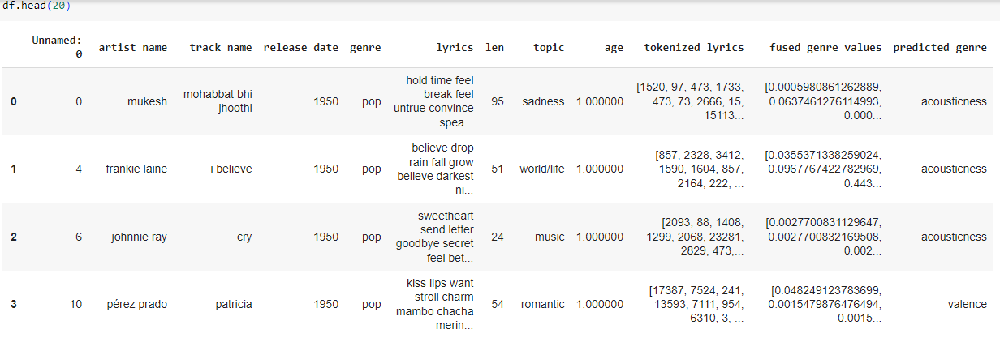 df.head(20)
Unnamed: 0 artist_name track_name release_date genre lyrics len topic age tokenized_lyrics fused_genre_values predicted_genre
0 0 mukesh mohabbat bhi jhoothi 1950 pop hold time feel break feel untrue convince spea... 95 sadness 1.000000 [1520, 97, 473, 1733, 473, 73, 2666, 15, 15113... [0.0005980861262889, 0.0637461276114993, 0.000... acousticness
1 4 frankie laine i believe 1950 pop believe drop rain fall grow believe darkest ni... 51 world/life 1.000000 [857, 2328, 3412, 1590, 1604, 857, 2164, 222, ... [0.0355371338259024, 0.0967767422782969, 0.443... acousticness
2 6 johnnie ray cry 1950 pop sweetheart send letter goodbye secret feel bet... 24 music 1.000000 [2093, 88, 1408, 1299, 2068, 23281, 2829, 473,... [0.0027700831129647, 0.0027700832169508, 0.002... acousticness
3 10 pérez prado patricia 1950 pop kiss lips want stroll charm mambo chacha merin... 54 romantic 1.000000 [17387, 7524, 241, 13593, 7111, 954, 6310, 3, ... [0.048249123783699, 0.0015479876476494, 0.0015... valence